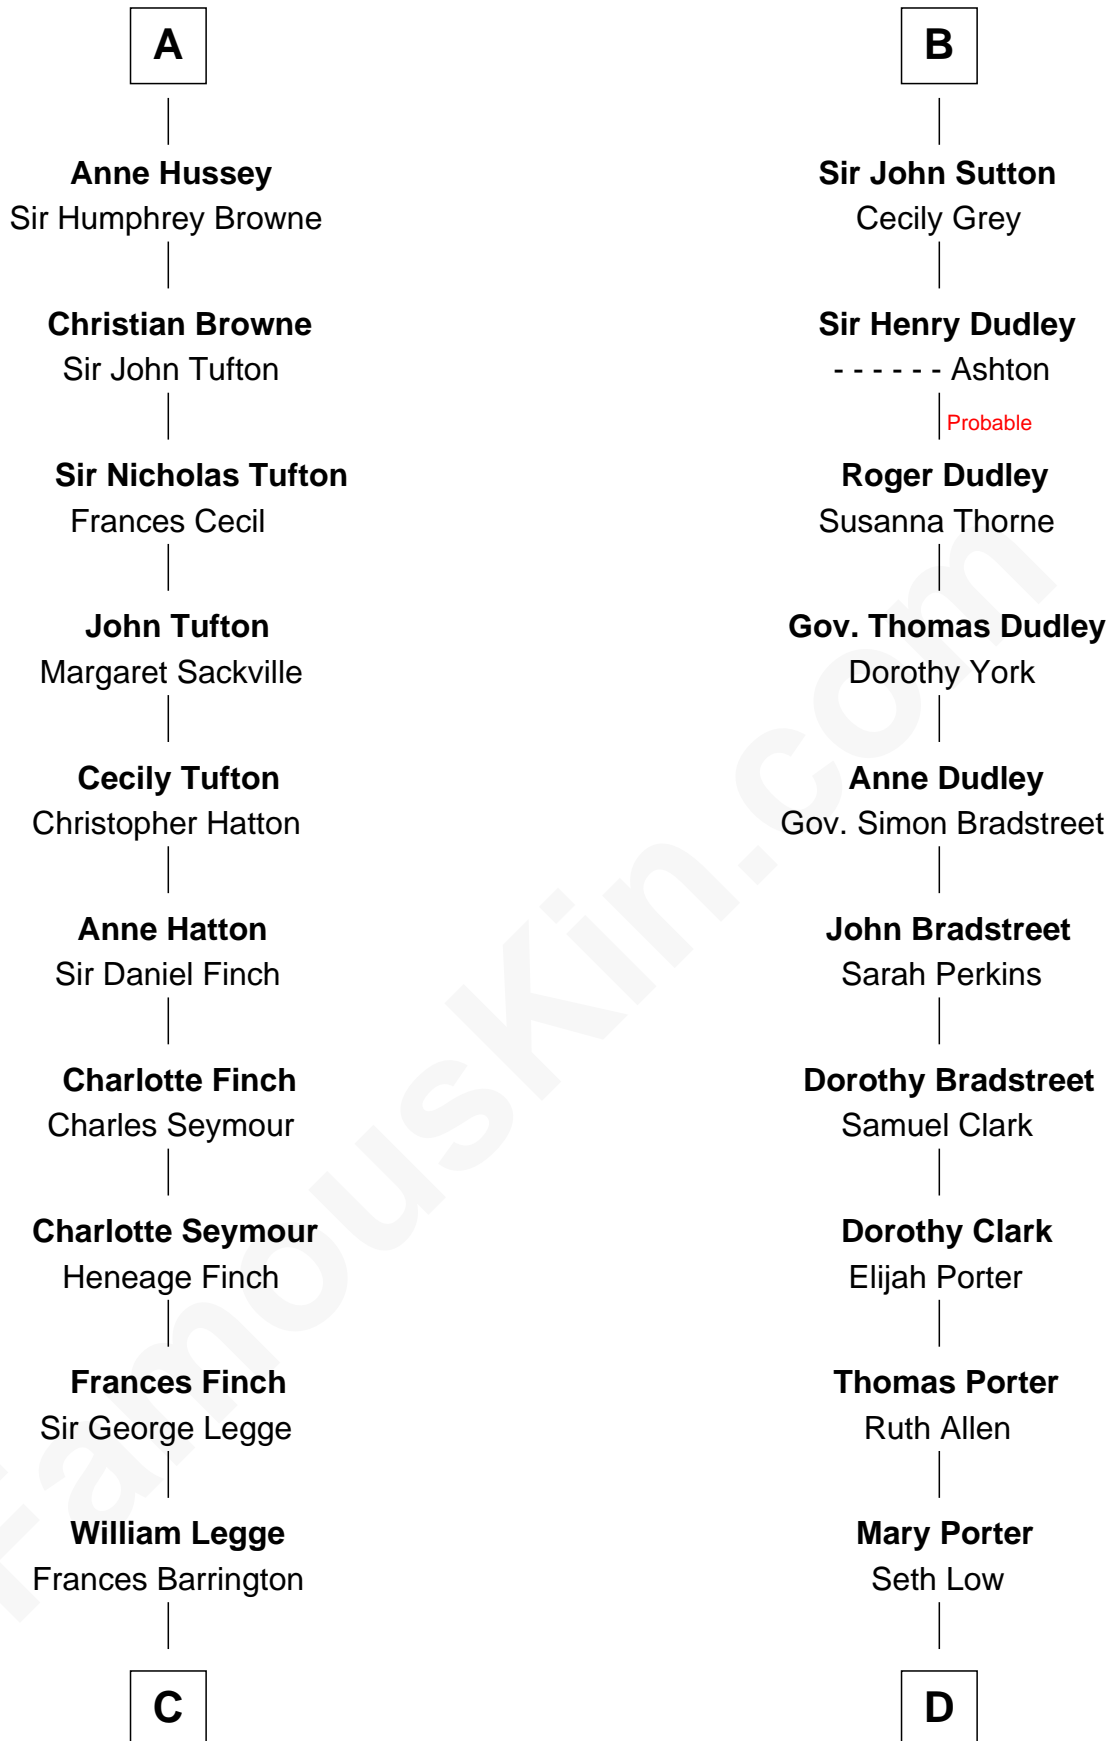 A
Anne Hussey
Sir Humphrey Browne
Christian Browne
Sir John Tufton
Sir Nicholas Tufton
Frances Cecil
John Tufton
Margaret Sackville
Cecily Tufton
Christopher Hatton
Anne Hatton
Sir Daniel Finch
Charlotte Finch
Charles Seymour
Charlotte Seymour
Heneage Finch
Frances Finch
Sir George Legge
William Legge
Frances Barrington
C
B
Sir John Sutton
Cecily Grey
Sir Henry Dudley
- - - - - - Ashton
Probable
Roger Dudley
Susanna Thorne
Gov. Thomas Dudley
Dorothy York
Anne Dudley
Gov. Simon Bradstreet
John Bradstreet
Sarah Perkins
Dorothy Bradstreet
Samuel Clark
Dorothy Clark
Elijah Porter
Thomas Porter
Ruth Allen
Mary Porter
Seth Low
D
FamousKin.com